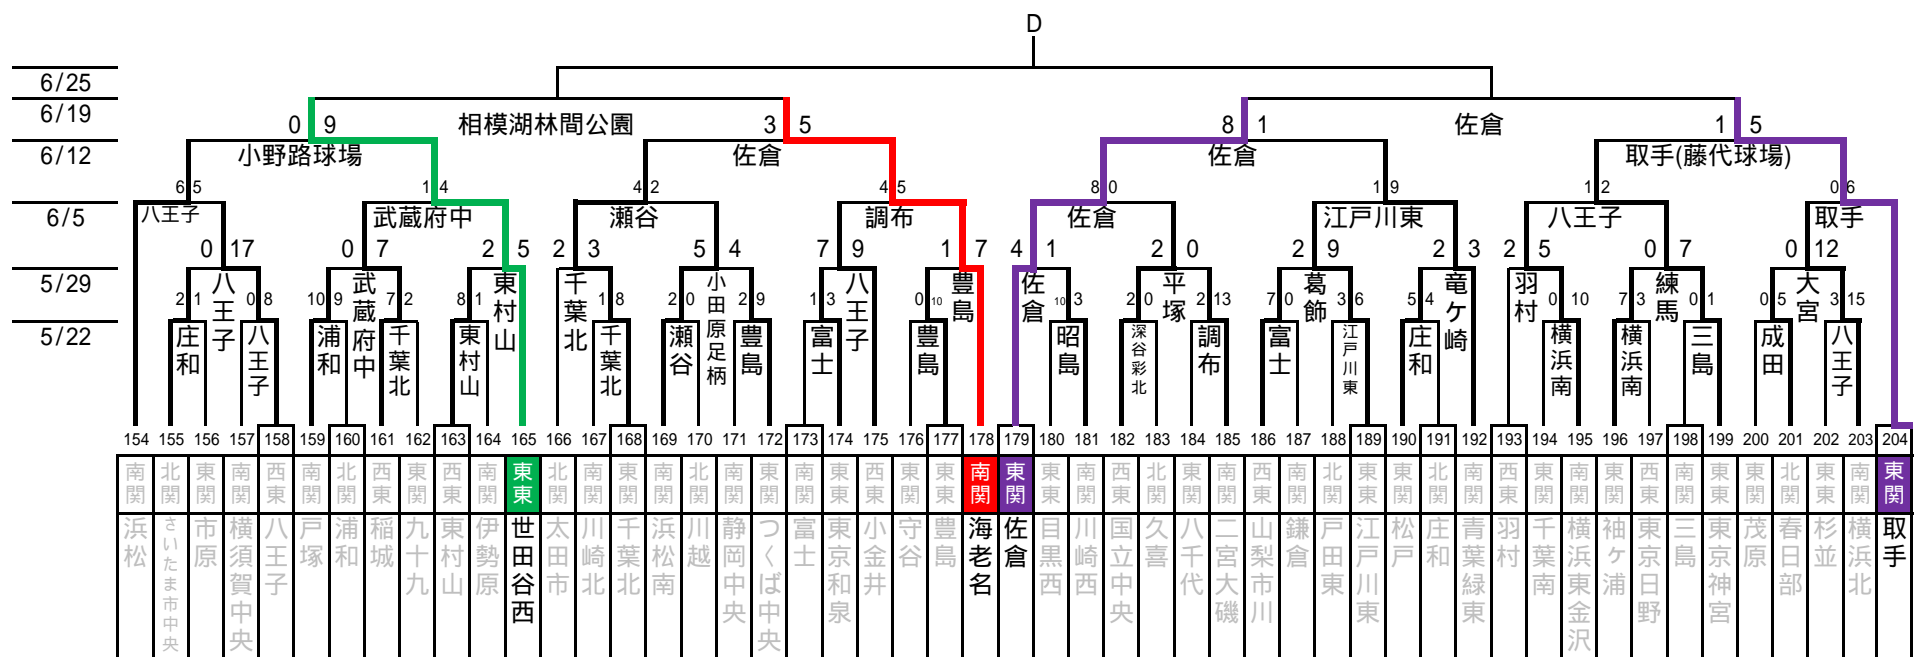 D
6/25
6/19
0 9 相模湖林間公園 3 5 8 1 佐倉 1 5
6/12
小野路球場 佐倉 佐倉 取手(藤代球場)
6 5 1 4 4 2 4 5 8 0 1 9 1 2 0 6
6/5
八王子 武蔵府中 瀬谷 調布 佐倉 江戸川東 八王子 取手
0 17 0 7 2 5 2 3 5 4 7 9 1 7 4 1 2 0 2 9 2 3 2 5 0 7 0 12
5/29
八王子 武蔵府中 東村山 千葉北 小田原足柄 八王子 豊島 佐倉 平塚 葛飾 竜ケ崎 羽村 練馬 大宮
2 1 0 8 10 9 7 2 8 1 1 8 2 0 2 9 1 3 0 10 10 3 2 0 2 13 7 0 3 6 5 4 0 10 7 3 0 1 0 5 3 15
5/22
庄和 八王子 浦和 千葉北 東村山 千葉北 瀬谷 豊島 富士 豊島 昭島 深谷彩北 調布 富士 江戸川東 庄和 横浜南 横浜南 三島 成田 八王子
154 155 156 157 158 159 160 161 162 163 164 165 166 167 168 169 170 171 172 173 174 175 176 177 178 179 180 181 182 183 184 185 186 187 188 189 190 191 192 193 194 195 196 197 198 199 200 201 202 203 204
南関 北関 東関 南関 西東 南関 北関 西東 東関 西東 南関 東東 北関 南関 東関 南関 北関 南関 東関 南関 東東 西東 東関 東東 南関 東関 東東 南関 西東 北関 東関 南関 南関 南関 北関 東東 東関 北関 南関 西東 東関 南関 東関 西東 南関 東東 東関 北関 東東 南関 東関
浜松 さいたま市中央 市原 横須賀中央 八王子 戸塚 浦和 稲城 九十九 東村山 伊勢原 世田谷西 太田市 川崎北 千葉北 浜松南 川越 静岡中央 つくば中央 富士 東京和泉 小金井 守谷 豊島 海老名 佐倉 目黒西 川崎西 国立中央 久喜 八千代 二宮大磯 山梨市川 鎌倉 戸田東 江戸川東 松戸 庄和 青葉緑東 羽村 千葉南 横浜東金沢 袖ヶ浦 東京日野 三島 東京神宮 茂原 春日部 杉並 横浜北 取手